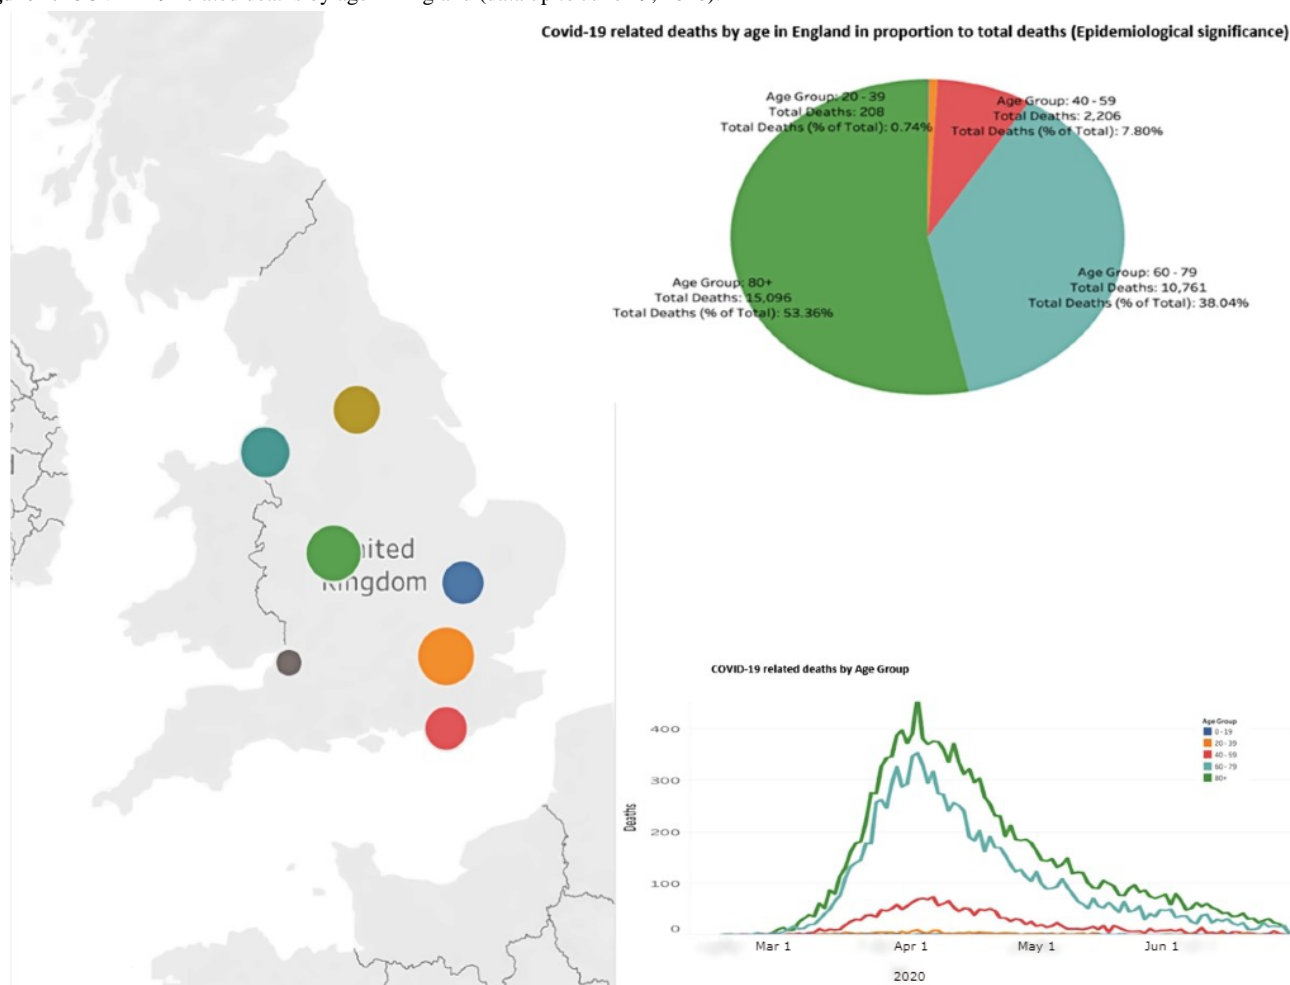 Covid-19 related deaths by age in England in proportion to total deaths (Epidemiological significance)
Age Group: 20 - 39
Total Deaths: 208
Total Deaths (% of Total): 0.74%
Age Group: 40 - 59
Total Deaths: 2,206
Total Deaths (% of Total): 7.80%
Age Group: 60 - 79
Total Deaths: 10,761
Total Deaths (% of Total): 38.04%
Age Group: 80+
Total Deaths: 15,096
Total Deaths (% of Total): 53.36%
United
Kingdom
COVID-19 related deaths by Age Group
Age Group
0 - 19
20 - 39
40 - 59
60 - 79
80+
Deaths
400
300
200
100
0
Mar 1
Apr 1
May 1
Jun 1
2020